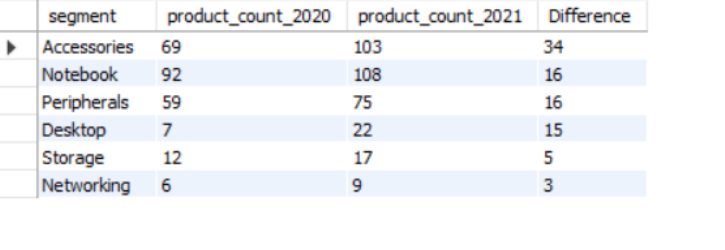 segment product_count_2020 product_count_2021 Difference
Accessories 69 103 34
Notebook 92 108 16
Peripherals 59 75 16
Desktop 7 22 15
Storage 12 17 5
Networking 6 9 3